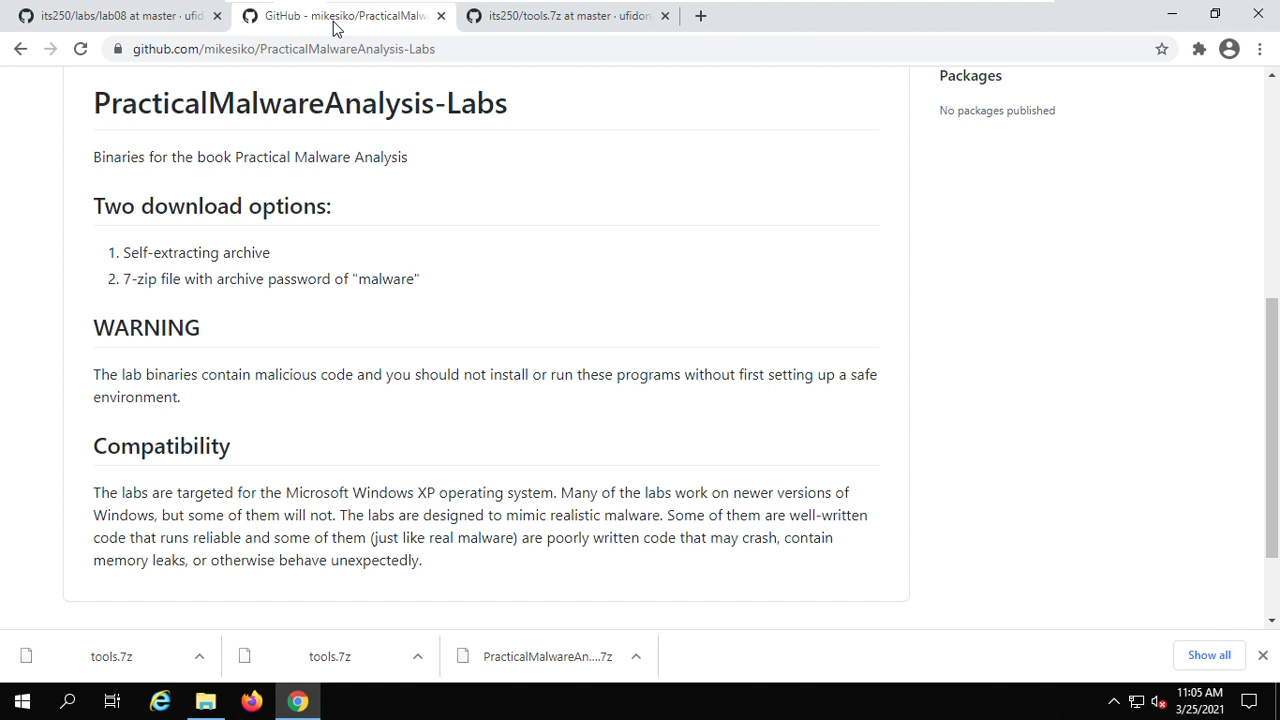 its250/labs/lab08 at master · ufid
GitHub - mikesiko/PracticalMalw
its250/tools.7z at master · ufidon
github.com/mikesiko/PracticalMalwareAnalysis-Labs
PracticalMalwareAnalysis-Labs
Packages
No packages published
Binaries for the book Practical Malware Analysis
Two download options:
1. Self-extracting archive
2. 7-zip file with archive password of "malware"
WARNING
The lab binaries contain malicious code and you should not install or run these programs without first setting up a safe
environment.
Compatibility
The labs are targeted for the Microsoft Windows XP operating system. Many of the labs work on newer versions of
Windows, but some of them will not. The labs are designed to mimic realistic malware. Some of them are well-written
code that runs reliable and some of them (just like real malware) are poorly written code that may crash, contain
memory leaks, or otherwise behave unexpectedly.
tools.7z
tools.7z
PracticalMalwareAn....7z
Show all
11:05 AM
3/25/2021